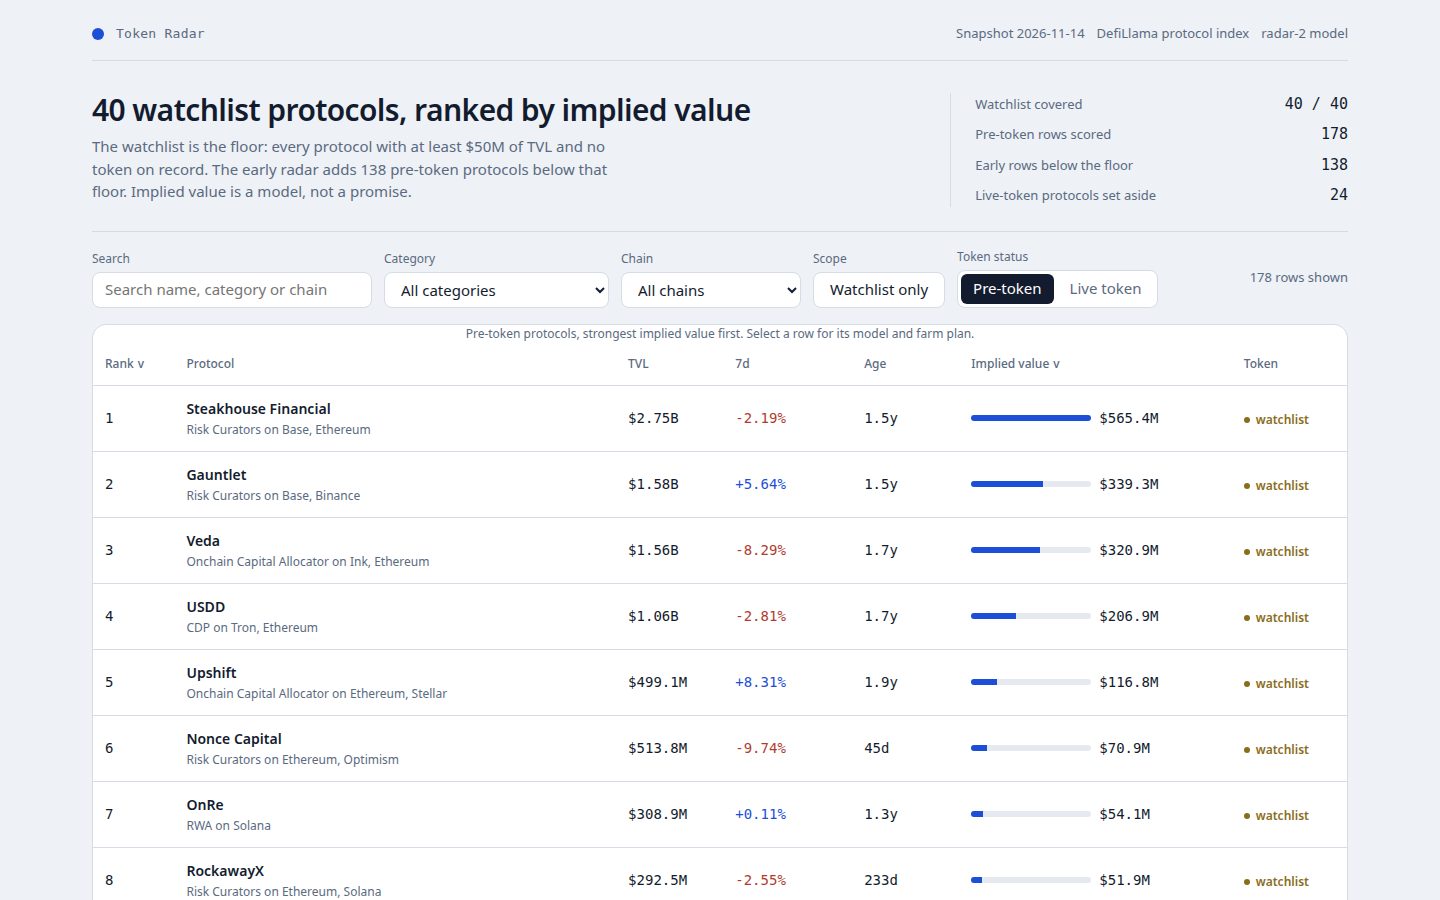 Token Radar
Snapshot 2026-11-14 DefiLlama protocol index radar-2 model
40 watchlist protocols, ranked by implied value
The watchlist is the floor: every protocol with at least $50M of TVL and no
token on record. The early radar adds 138 pre-token protocols below that
floor. Implied value is a model, not a promise.
Watchlist covered 40 / 40
Pre-token rows scored 178
Early rows below the floor 138
Live-token protocols set aside 24
Search Category Chain Scope Token status
Search name, category or chain All categories All chains Watchlist only Pre-token Live token
178 rows shown
Pre-token protocols, strongest implied value first. Select a row for its model and farm plan.
Rank v Protocol TVL 7d Age Implied value v Token
1 Steakhouse Financial $2.75B -2.19% 1.5y $565.4M watchlist
Risk Curators on Base, Ethereum
2 Gauntlet $1.58B +5.64% 1.5y $339.3M watchlist
Risk Curators on Base, Binance
3 Veda $1.56B -8.29% 1.7y $320.9M watchlist
Onchain Capital Allocator on Ink, Ethereum
4 USDD $1.06B -2.81% 1.7y $206.9M watchlist
CDP on Tron, Ethereum
5 Upshift $499.1M +8.31% 1.9y $116.8M watchlist
Onchain Capital Allocator on Ethereum, Stellar
6 Nonce Capital $513.8M -9.74% 45d $70.9M watchlist
Risk Curators on Ethereum, Optimism
7 OnRe $308.9M +0.11% 1.3y $54.1M watchlist
RWA on Solana
8 RockawayX $292.5M -2.55% 233d $51.9M watchlist
Risk Curators on Ethereum, Solana